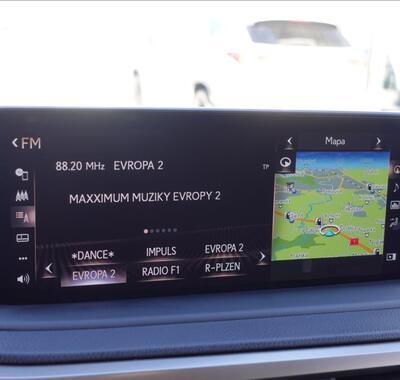 FM
Mapa
88.20 MHz EVROPA 2
TP
MAXXIMUM MUZIKY EVROPY 2
*DANCE* IMPULS EVROPA 2
EVROPA 2 RADIO F1 R-PLZEN